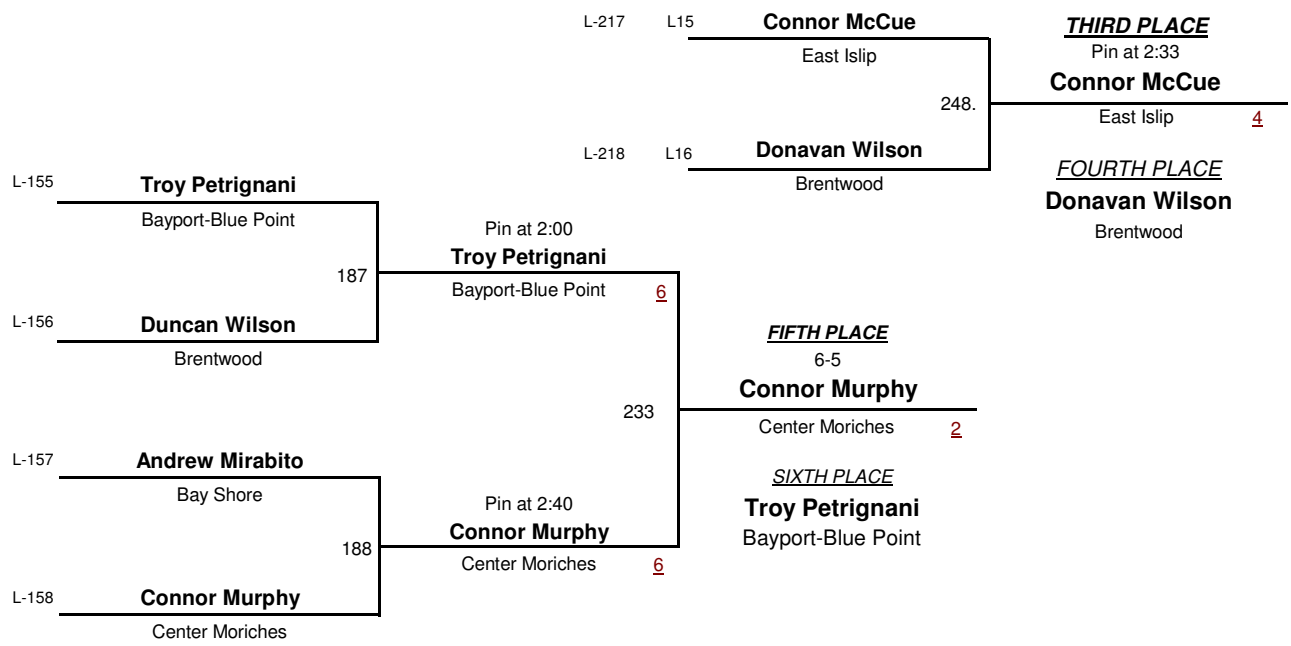 L-217 L15 Connor McCue
East Islip
THIRD PLACE
Pin at 2:33
Connor McCue
East Islip 4
248.
L-218 L16 Donavan Wilson
Brentwood
FOURTH PLACE
Donavan Wilson
Brentwood
L-155 Troy Petrignani
Bayport-Blue Point
187
L-156 Duncan Wilson
Brentwood
Pin at 2:00
Troy Petrignani
Bayport-Blue Point 6
233
FIFTH PLACE
6-5
Connor Murphy
Center Moriches 2
SIXTH PLACE
Troy Petrignani
Bayport-Blue Point
L-157 Andrew Mirabito
Bay Shore
188
L-158 Connor Murphy
Center Moriches
Pin at 2:40
Connor Murphy
Center Moriches 6